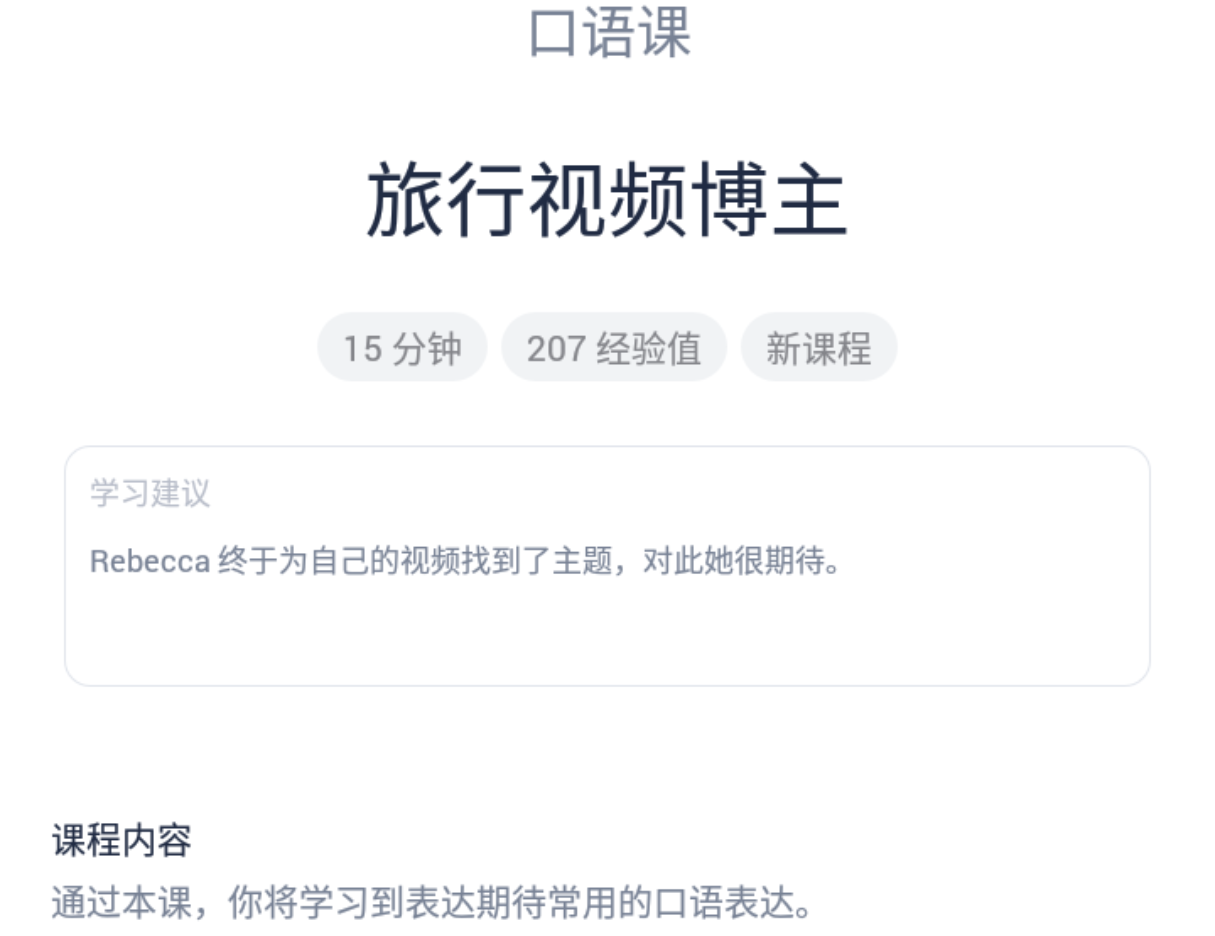 口语课
旅行视频博主
15 分钟
207 经验值
新课程
学习建议
Rebecca 终于为自己的视频找到了主题，对此她很期待。
课程内容
通过本课，你将学习到表达期待常用的口语表达。